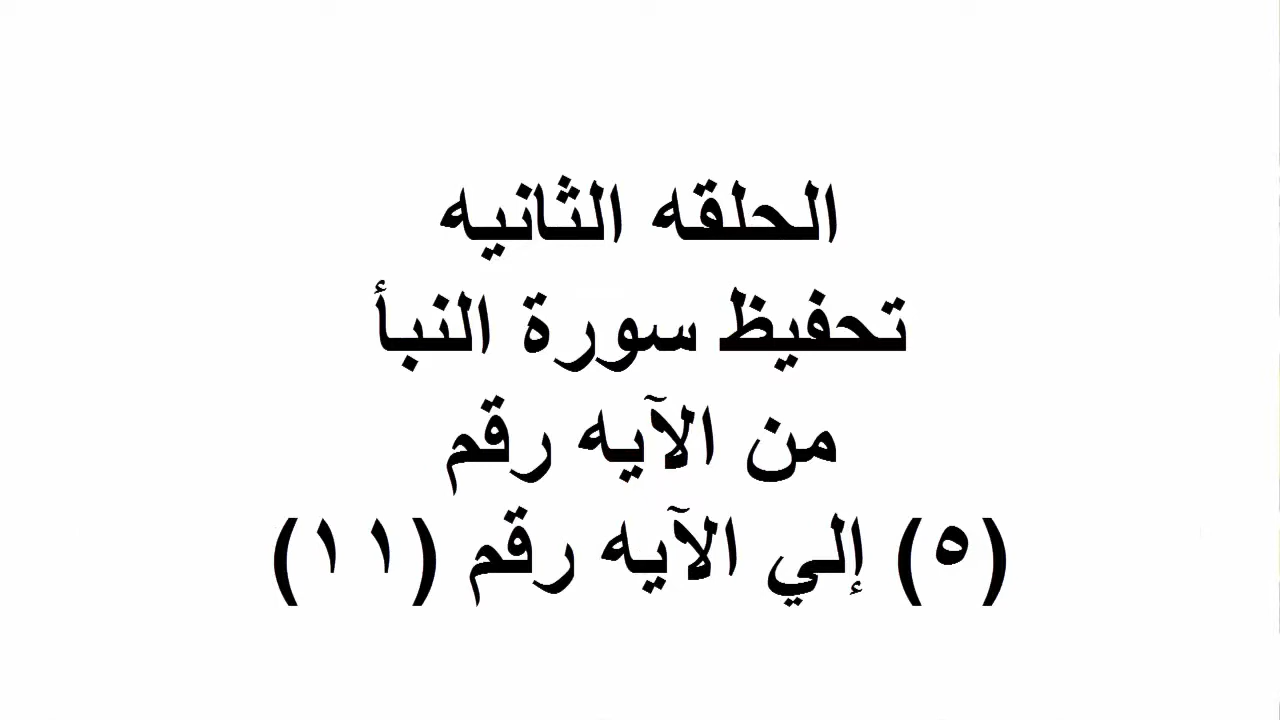 الحلقه الثانيه
تحفيظ سورة النبأ
من الآيه رقم
(٥) إلي الآيه رقم (١١)